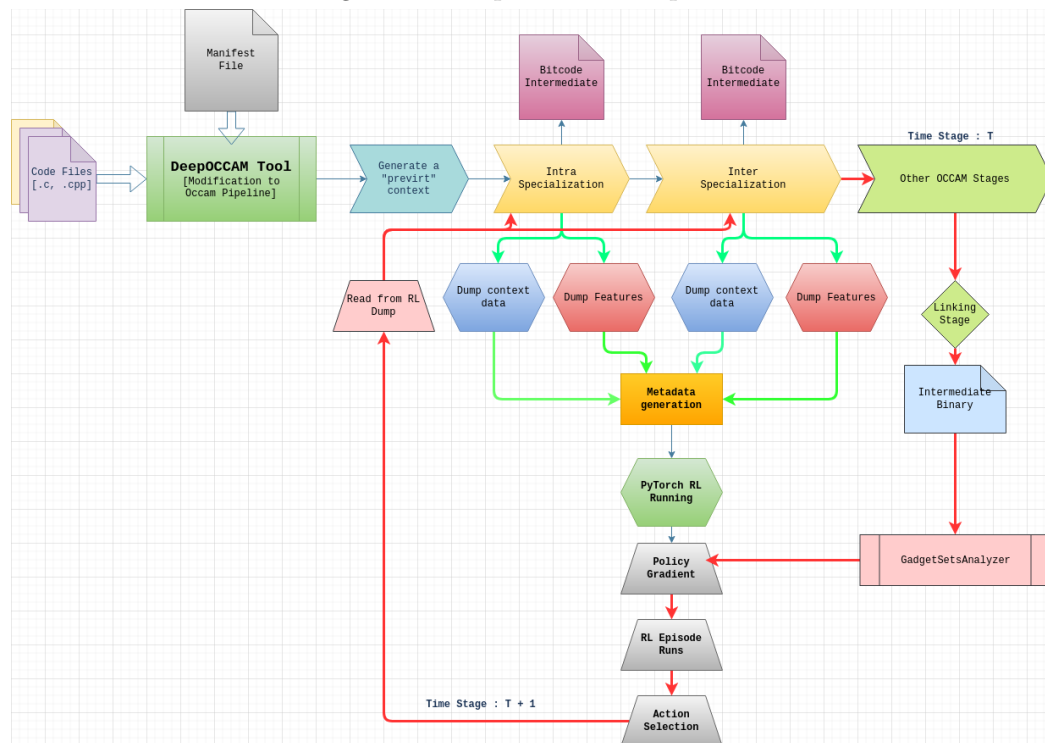 Manifest
File
Bitcode
Intermediate
Bitcode
Intermediate
Time Stage : T
Code Files
[.c, .cpp]
DeepOCCAM Tool
[Modification to
Occam Pipeline]
Generate a
"previrt"
context
Intra
Specialization
Inter
Specialization
Other OCCAM Stages
Read from RL
Dump
Dump context
data
Dump Features
Dump context
data
Dump Features
Linking
Stage
Metadata
generation
Intermediate
Binary
PyTorch RL
Running
Policy
Gradient
GadgetSetsAnalyzer
RL Episode
Runs
Time Stage : T + 1
Action
Selection